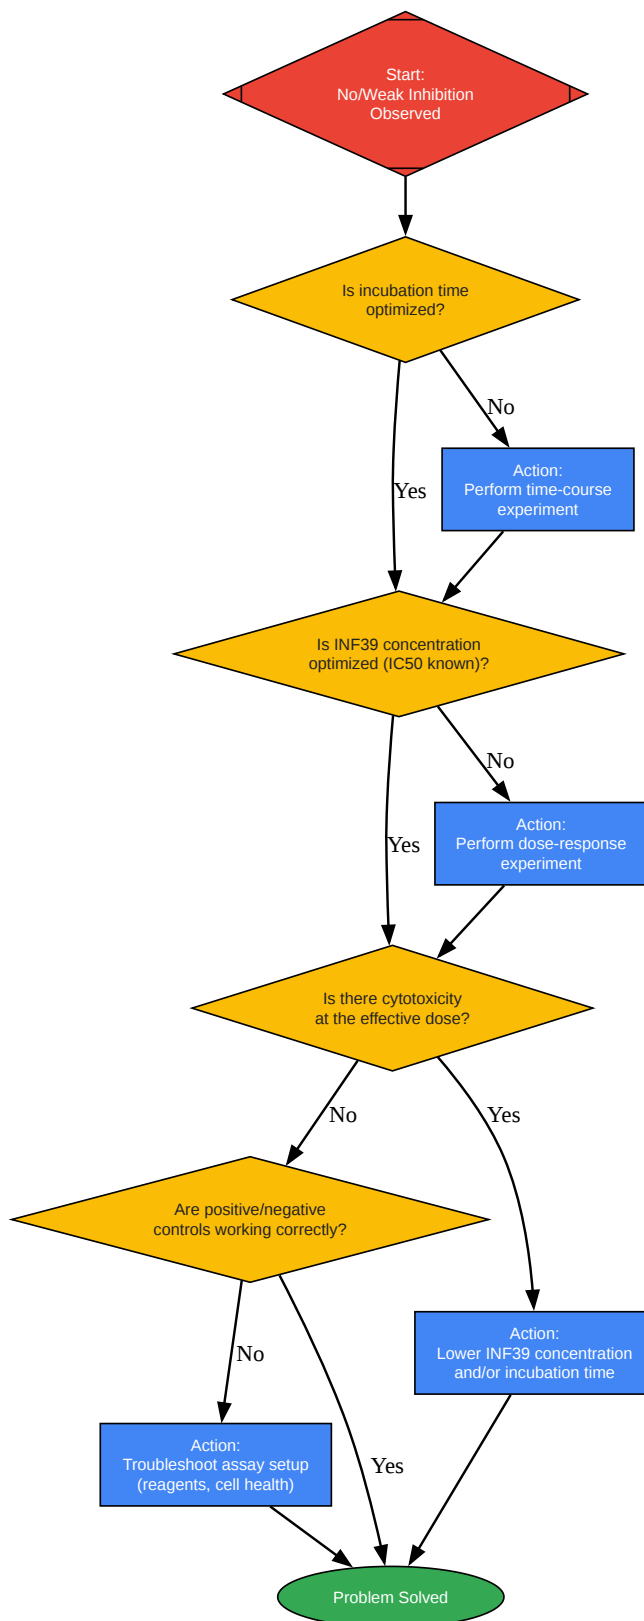 Start:
No/Weak Inhibition
Observed
Is incubation time
optimized?
No
Action:
Perform time-course
experiment
Yes
Is INF39 concentration
optimized (IC50 known)?
No
Action:
Perform dose-response
experiment
Yes
Is there cytotoxicity
at the effective dose?
No
Yes
Are positive/negative
controls working correctly?
Action:
Lower INF39 concentration
and/or incubation time
No
Action:
Troubleshoot assay setup
(reagents, cell health)
Yes
Problem Solved